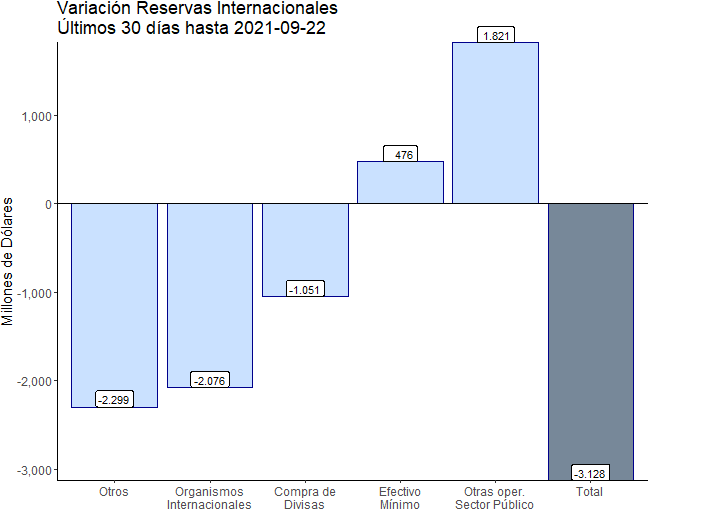 Variación Reservas Internacionales
Últimos 30 días hasta 2021-09-22
Millones de Dólares
1,000
0
-1,000
-2,000
-3,000
-2.299
-2.076
-1.051
476
1.821
-3.128
Otros
Organismos
Internacionales
Compra de
Divisas
Efectivo
Mínimo
Otras oper.
Sector Público
Total